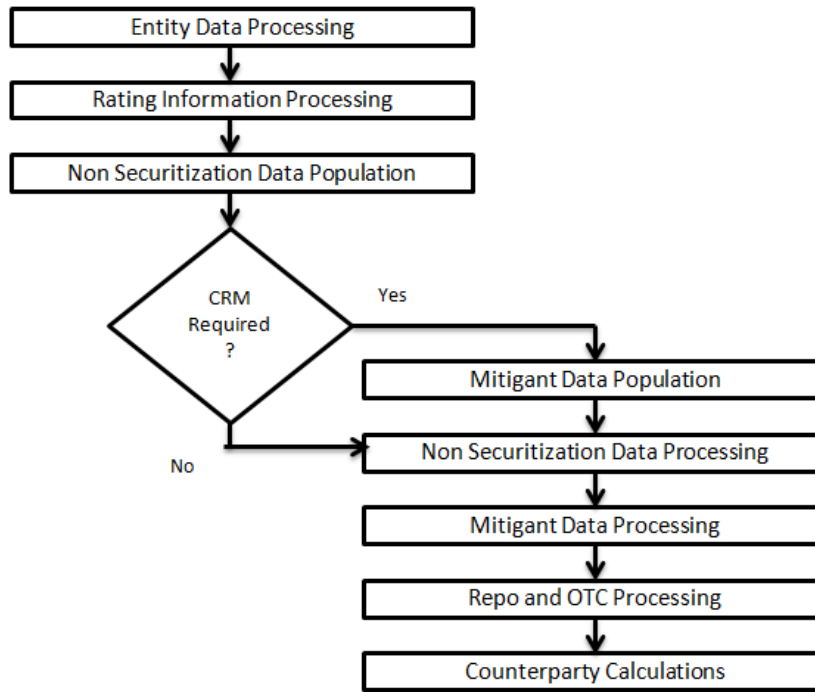 Entity Data Processing
Rating Information Processing
Non Securitization Data Population
CRM
Required
?
Yes
No
Mitigant Data Population
Non Securitization Data Processing
Mitigant Data Processing
Repo and OTC Processing
Counterparty Calculations